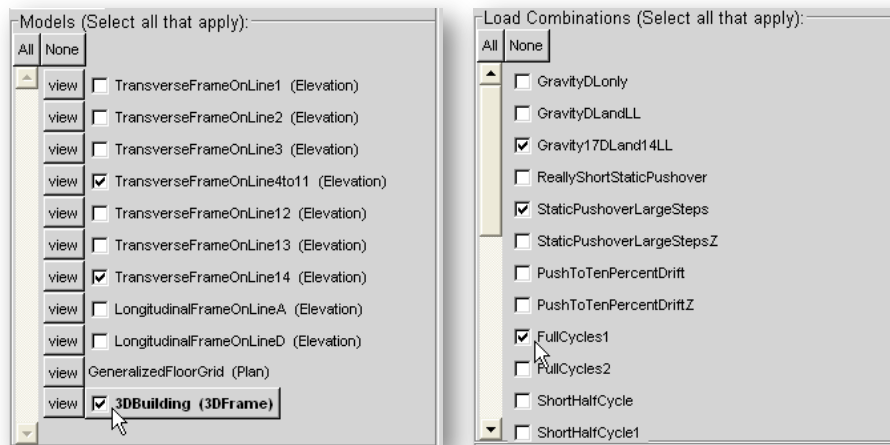 Models (Select all that apply):
All None
view TransverseFrameOnLine1 (Elevation)
view TransverseFrameOnLine2 (Elevation)
view TransverseFrameOnLine3 (Elevation)
view TransverseFrameOnLine4to11 (Elevation)
view TransverseFrameOnLine12 (Elevation)
view TransverseFrameOnLine13 (Elevation)
view TransverseFrameOnLine14 (Elevation)
view LongitudinalFrameOnLineA (Elevation)
view LongitudinalFrameOnLineD (Elevation)
view GeneralizedFloorGrid (Plan)
view 3DBuilding (3DFrame)
Load Combinations (Select all that apply):
All None
GravityDLonly
GravityDLandLL
Gravity17DLand14LL
ReallyShortStaticPushover
StaticPushoverLargeSteps
StaticPushoverLargeStepsZ
PushToTenPercentDrift
PushToTenPercentDriftZ
FullCycles1
FullCycles2
ShortHalfCycle
ShortHalfCycle1